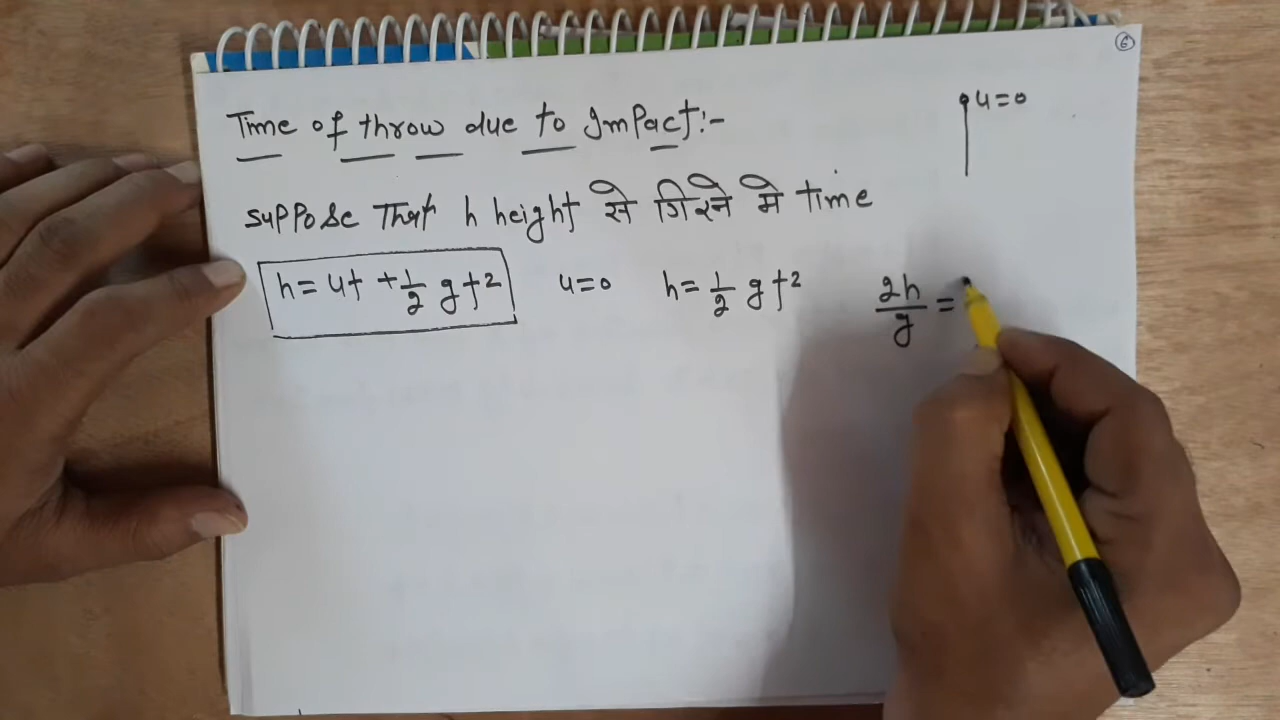 6
u=0
Time of throw due to Impact:-
Suppose That h height से गिरने मे time
h = ut + 1/2 gt² u=0 h = 1/2 gt² 2h/g =